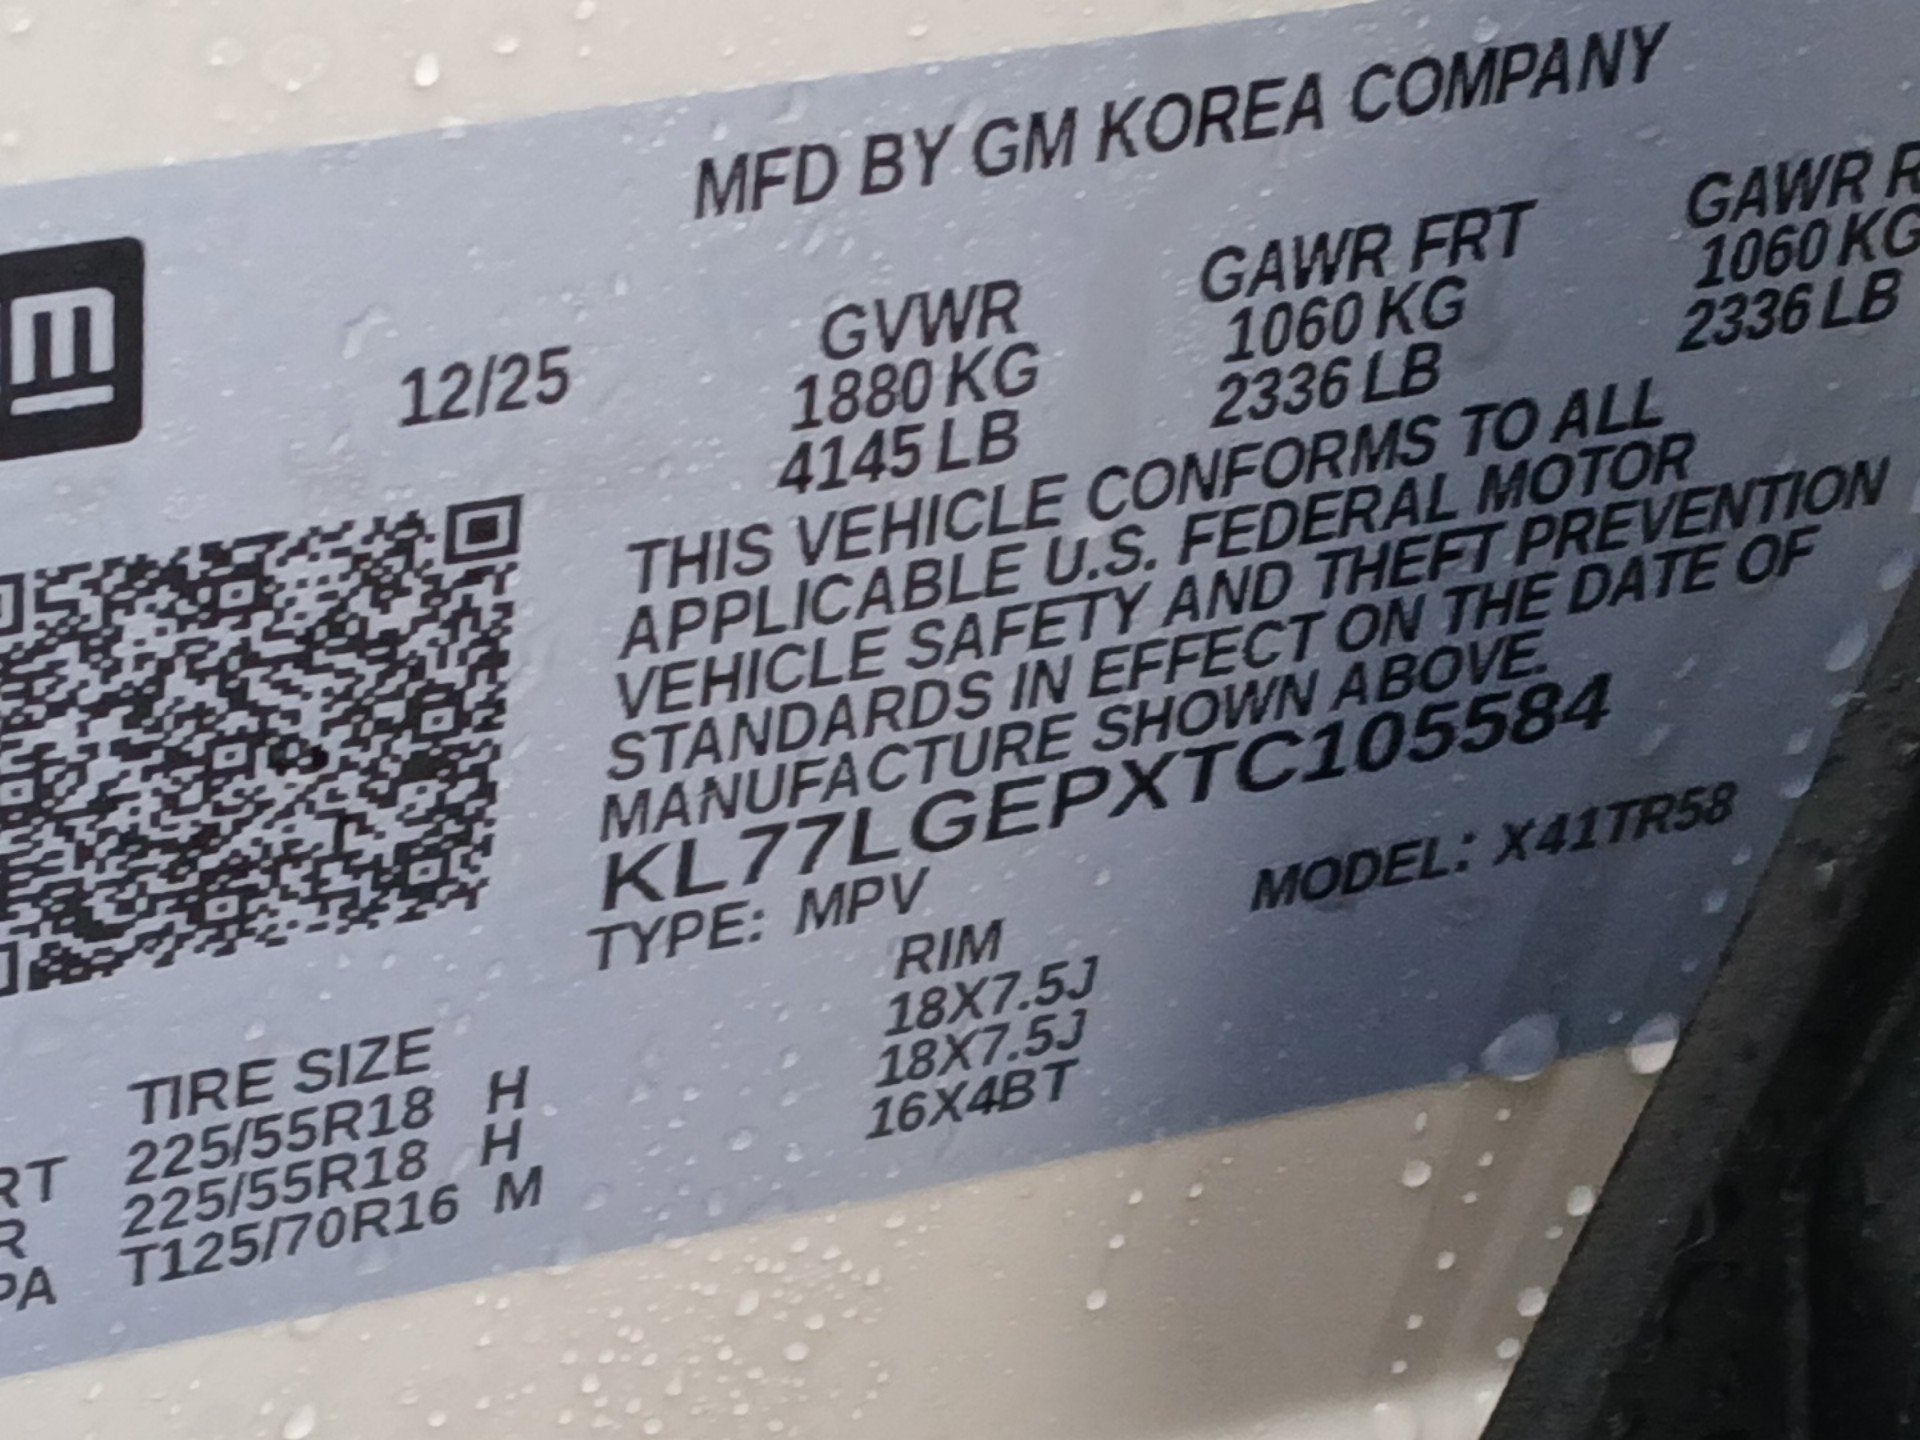 MFD BY GM KOREA COMPANY
m
12/25
GVWR
1880 KG
4145 LB
GAWR FRT
1060 KG
2336 LB
GAWR R
1060 KG
2336 LB
THIS VEHICLE CONFORMS TO ALL
APPLICABLE U.S. FEDERAL MOTOR
VEHICLE SAFETY AND THEFT PREVENTION
STANDARDS IN EFFECT ON THE DATE OF
MANUFACTURE SHOWN ABOVE.
KL77LGEPXTC105584
TYPE: MPV
MODEL: X41TR58
TIRE SIZE
RIM
RT 225/55R18 H 18X7.5J
R 225/55R18 H 18X7.5J
PA T125/70R16 M 16X4BT